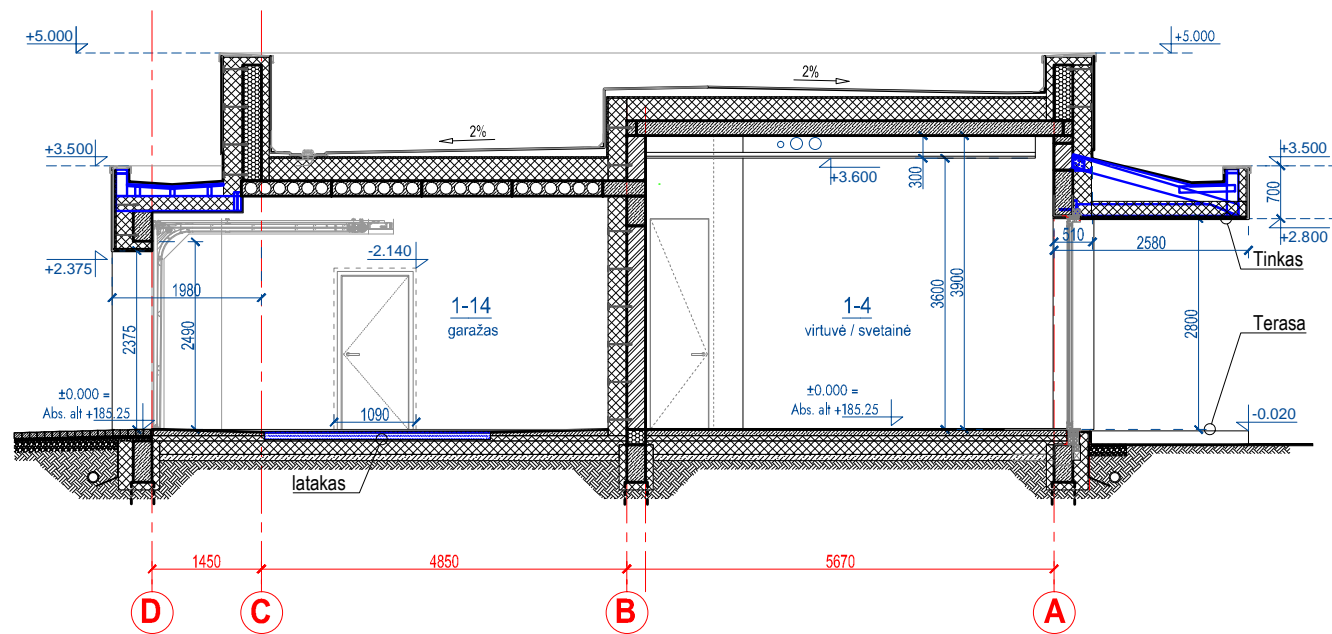 +5.000
+5.000
2%
2%
+3.500
+3.500
+3.600
300
700
510
+2.800
2580
Tinkas
+2.375
-2.140
1980
1-14
garažas
1-4
virtuvė / svetainė
2375
2490
3600
3900
2800
Terasa
±0.000 =
Abs. alt +185.25
1090
±0.000 =
Abs. alt +185.25
-0.020
latakas
1450
4850
5670
D
C
B
A